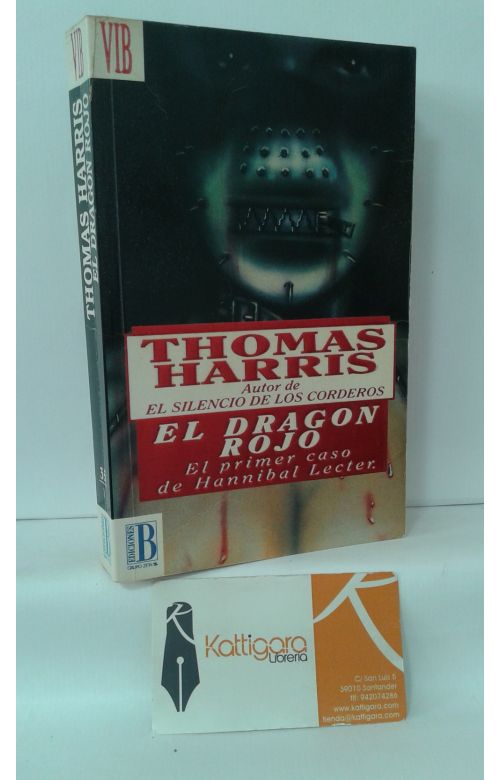 VIB
VIB
THOMAS HARRIS
EL DRAGON ROJO
THOMAS
HARRIS
Autor de
EL SILENCIO DE LOS CORDEROS
EL DRAGON
ROJO
El primer caso
de Hannibal Lecter.
EDICIONES
B
GRUPO ZETA
Kattigara
Librería
C/ San Luis 5
39010 Santander
tlf: 942074286
www.kattigara.com
tienda@kattigara.com